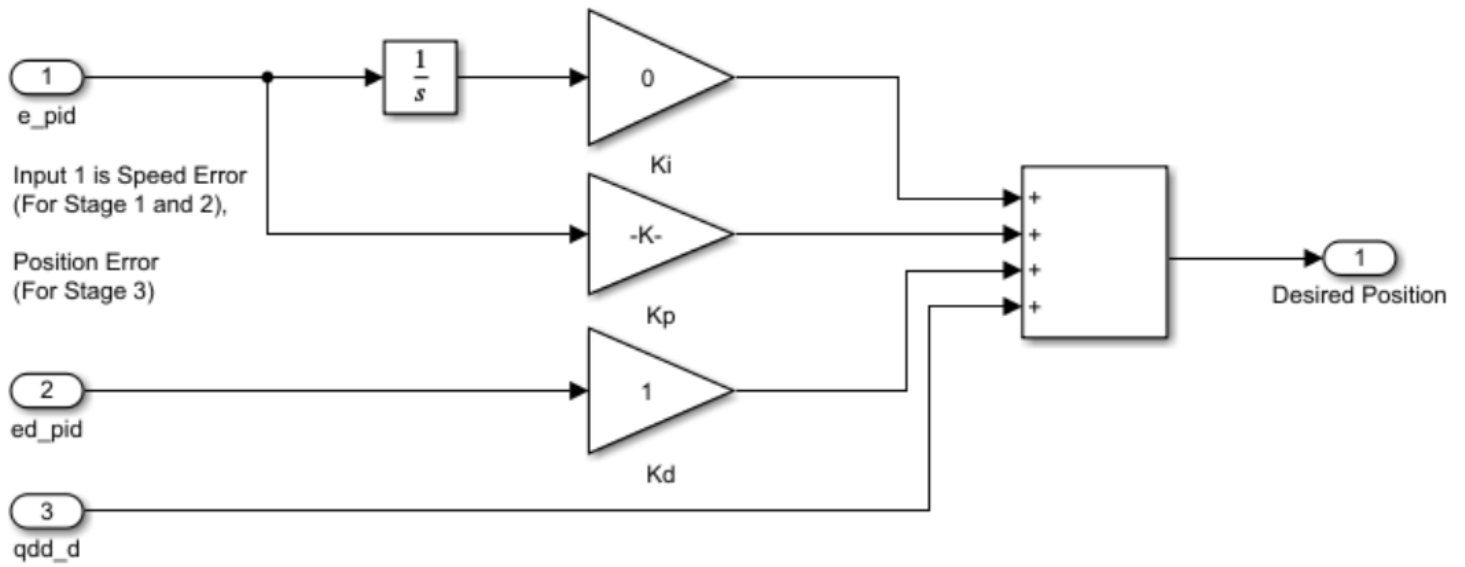 1
e_pid
1
s
0
Ki
Input 1 is Speed Error
(For Stage 1 and 2),
-K-
Kp
Position Error
(For Stage 3)
+
+
+
+
1
Desired Position
2
ed_pid
1
Kd
3
qdd_d